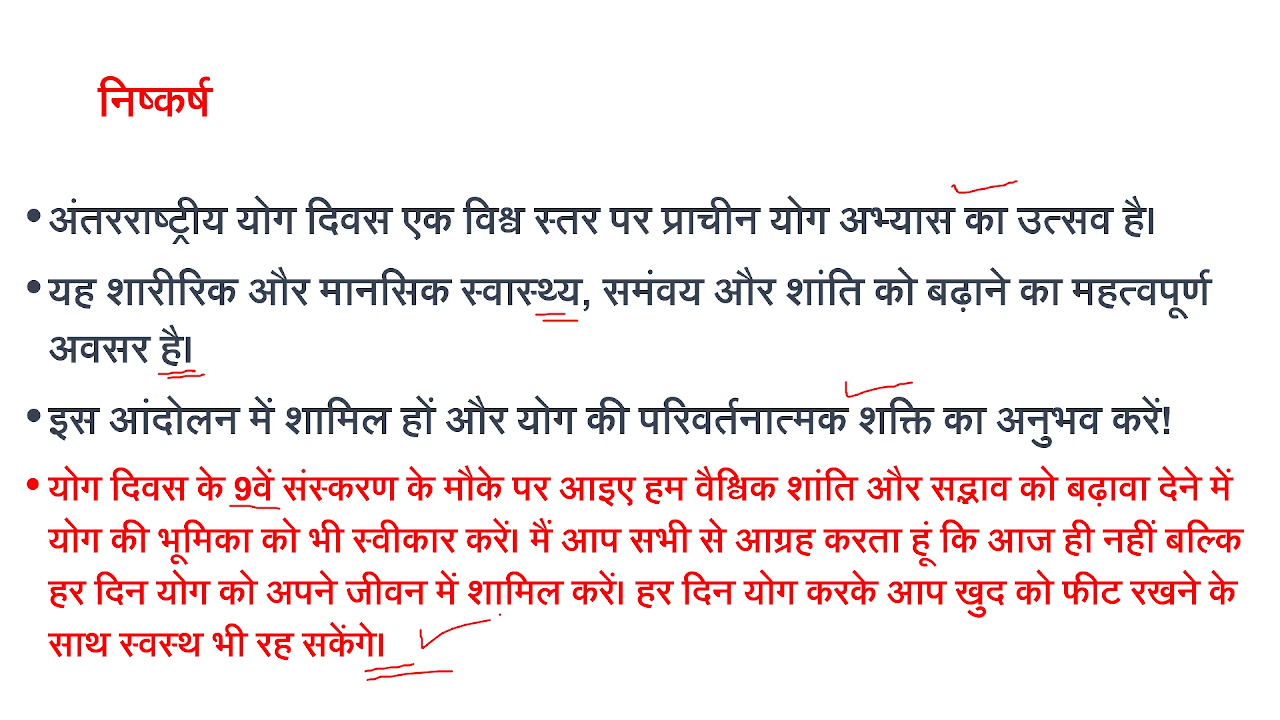 निष्कर्ष
• अंतरराष्ट्रीय योग दिवस एक विश्व स्तर पर प्राचीन योग अभ्यास का उत्सव है।
• यह शारीरिक और मानसिक स्वास्थ्य, समंवय और शांति को बढ़ाने का महत्वपूर्ण
अवसर है।
• इस आंदोलन में शामिल हों और योग की परिवर्तनात्मक शक्ति का अनुभव करें!
• योग दिवस के 9वें संस्करण के मौके पर आइए हम वैश्विक शांति और सद्भाव को बढ़ावा देने में
योग की भूमिका को भी स्वीकार करें। मैं आप सभी से आग्रह करता हूं कि आज ही नहीं बल्कि
हर दिन योग को अपने जीवन में शामिल करें। हर दिन योग करके आप खुद को फीट रखने के
साथ स्वस्थ भी रह सकेंगे।